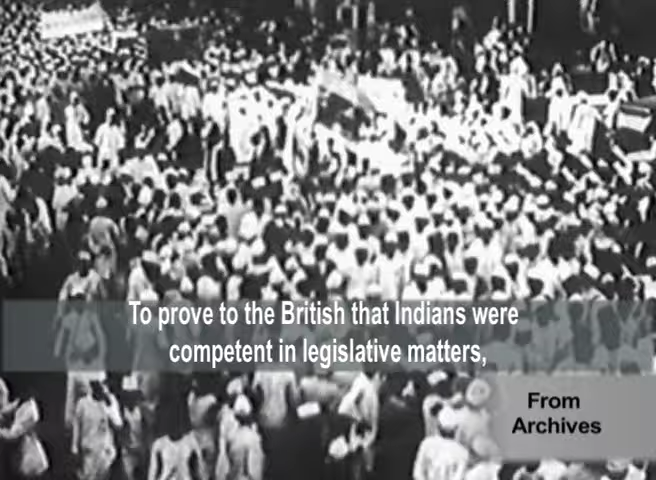 To prove to the British that Indians were
competent in legislative matters,
From
Archives